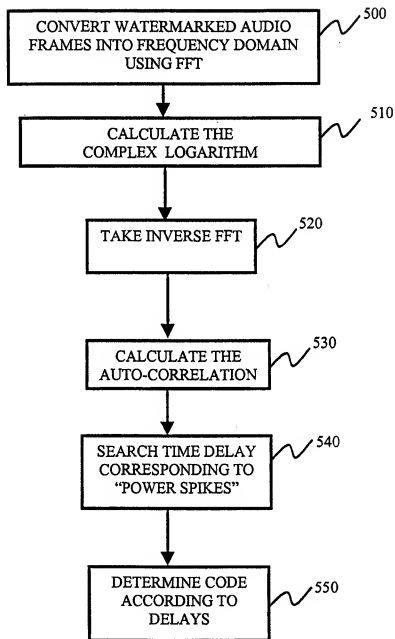 CONVERT WATERMARKED AUDIO
FRAMES INTO FREQUENCY DOMAIN
USING FFT
500
CALCULATE THE
COMPLEX LOGARITHM
510
TAKE INVERSE FFT
520
CALCULATE THE
AUTO-CORRELATION
530
SEARCH TIME DELAY
CORRESPONDING TO
"POWER SPIKES"
540
DETERMINE CODE
ACCORDING TO
DELAYS
550